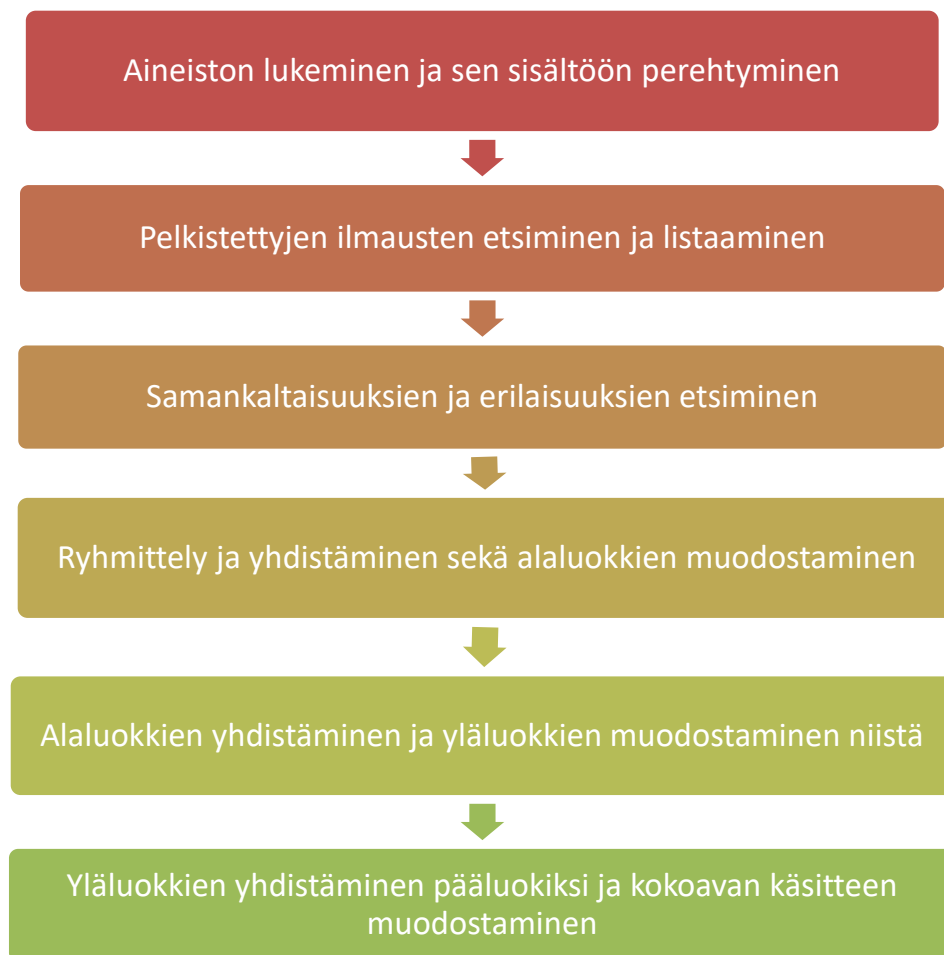 Aineiston lukeminen ja sen sisältöön perehtyminen
Pelkistettyjen ilmausten etsiminen ja listaaminen
Samankaltaisuuksien ja erilaisuuksien etsiminen
Ryhmittely ja yhdistäminen sekä alaluokkien muodostaminen
Alaluokkien yhdistäminen ja yläluokkien muodostaminen niistä
Yläluokkien yhdistäminen pääluokiksi ja kokoavan käsitteen
muodostaminen